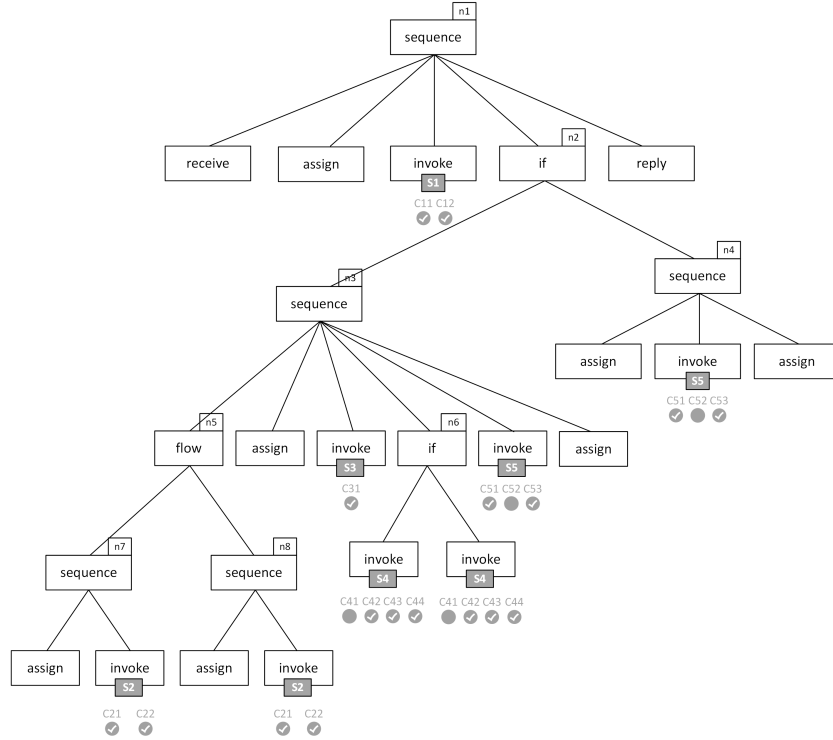 n1
sequence
receive
assign
invoke
S1
C11 C12
n2
if
reply
n3
sequence
n4
sequence
assign
invoke
S5
C51 C52 C53
assign
n5
flow
assign
invoke
S3
C31
n6
if
invoke
S5
C51 C52 C53
assign
n7
sequence
n8
sequence
invoke
S4
C41 C42 C43 C44
invoke
S4
C41 C42 C43 C44
assign
invoke
S2
C21 C22
assign
invoke
S2
C21 C22